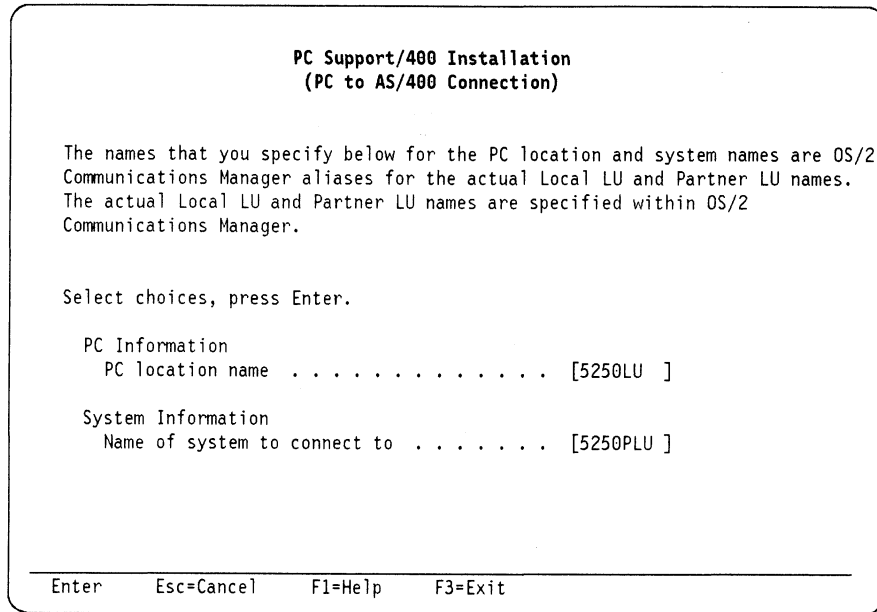 PC Support/400 Installation
(PC to AS/400 Connection)
The names that you specify below for the PC location and system names are OS/2
Communications Manager aliases for the actual Local LU and Partner LU names.
The actual Local LU and Partner LU names are specified within OS/2
Communications Manager.
Select choices, press Enter.
PC Information
PC location name . . . . . . . . . . . . . [5250LU  ]
System Information
Name of system to connect to . . . . . . . [5250PLU ]
Enter Esc=Cancel F1=Help F3=Exit